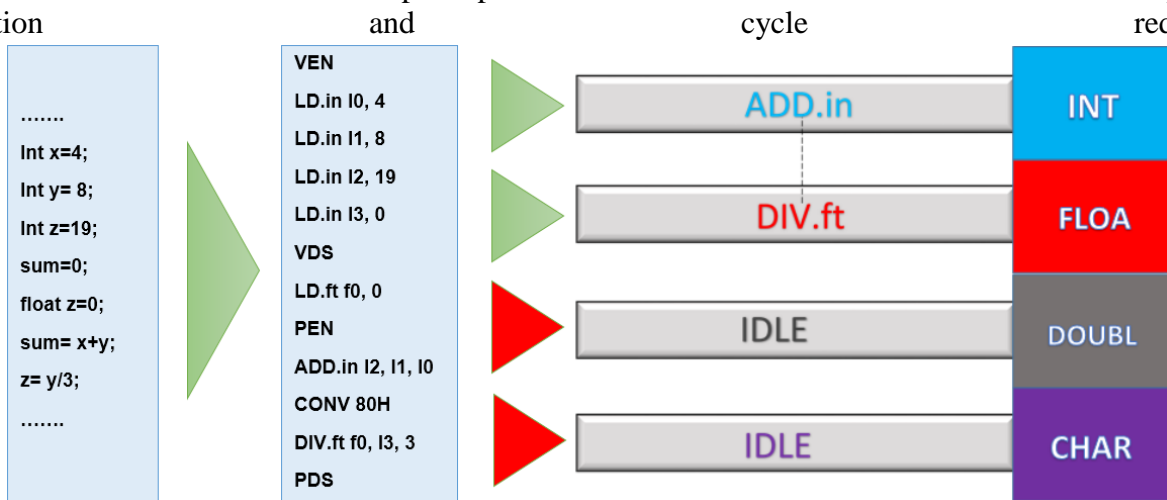 tion and cycle red
…….
Int x=4;
Int y= 8;
Int z=19;
sum=0;
float z=0;
sum= x+y;
z= y/3;
…….
VEN
LD.in I0, 4
LD.in I1, 8
LD.in I2, 19
LD.in I3, 0
VDS
LD.ft f0, 0
PEN
ADD.in I2, I1, I0
CONV 80H
DIV.ft f0, I3, 3
PDS
ADD.in
DIV.ft
IDLE
IDLE
INT
FLOA
DOUBL
CHAR